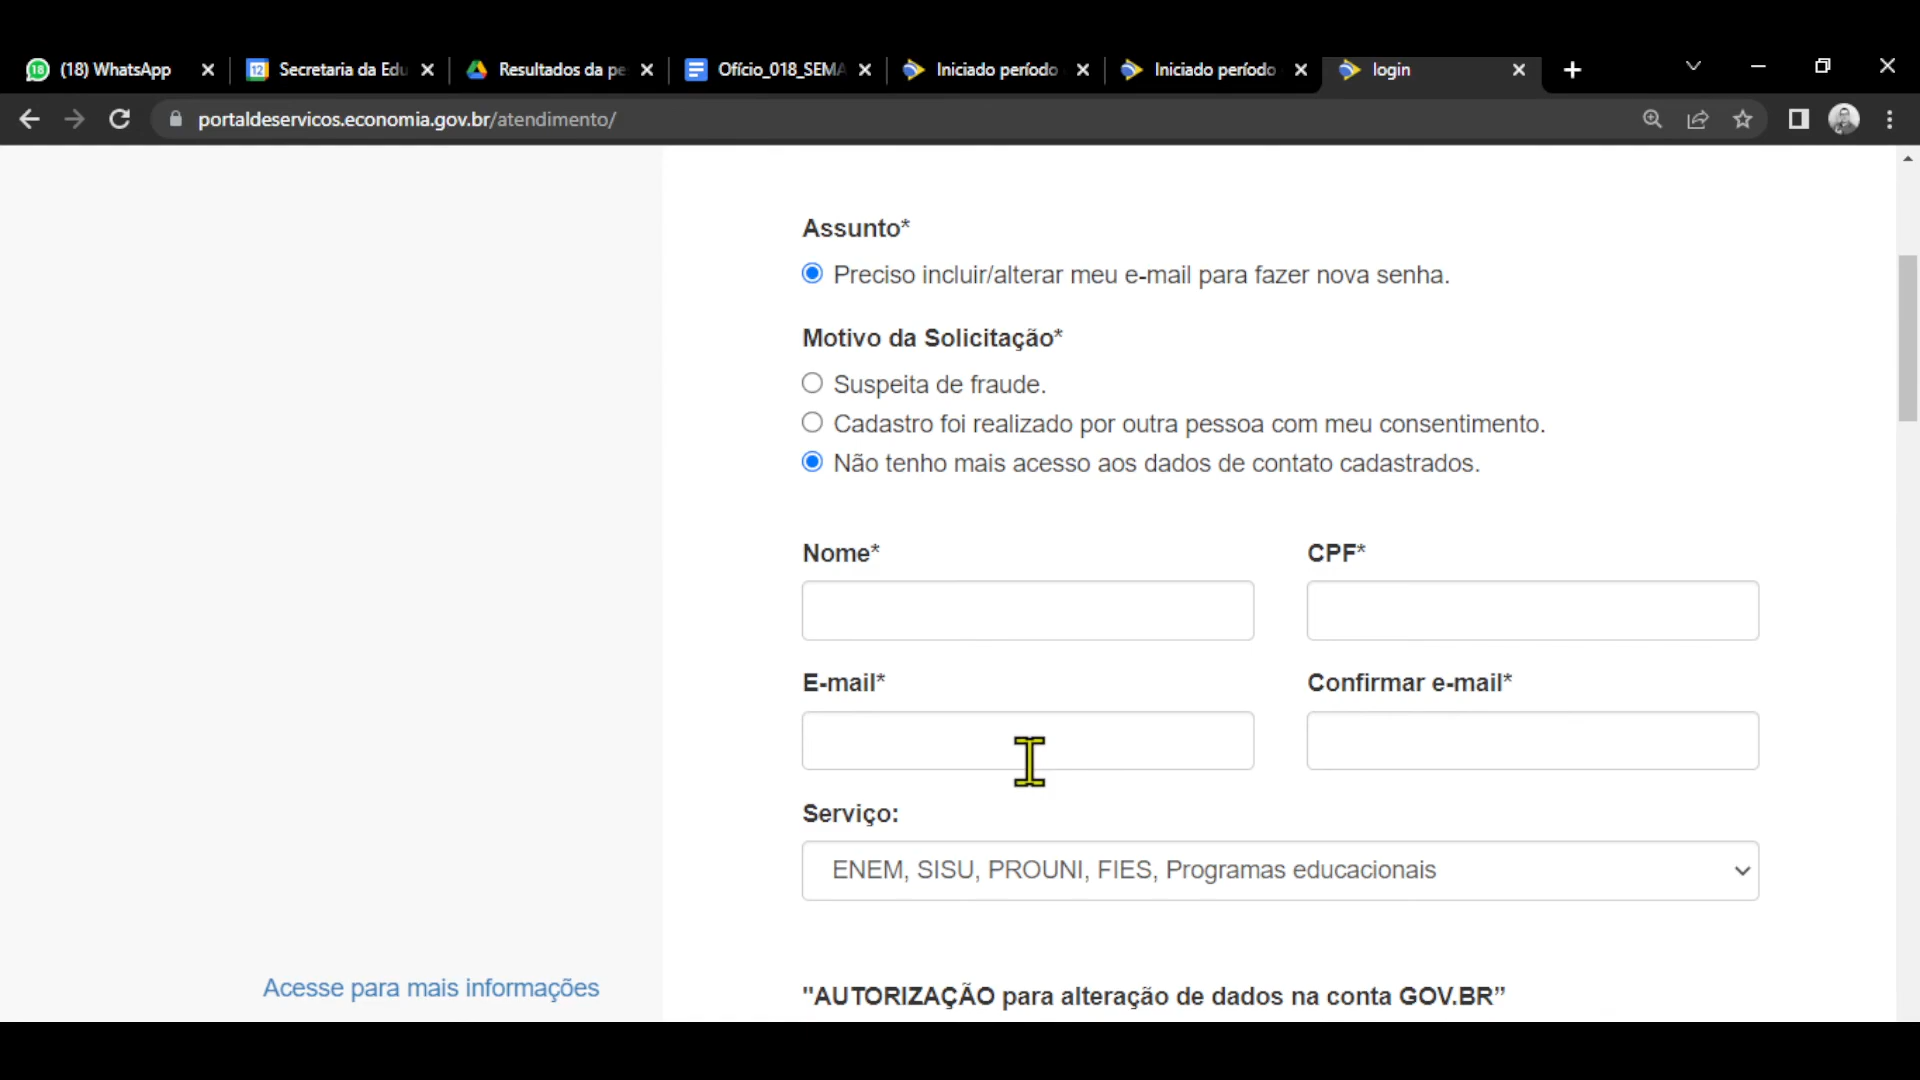 (18) WhatsApp
Secretaria da Edu
Resultados da pe
Ofício_018_SEMA
Iniciado período
Iniciado período
login
portaldeservicos.economia.gov.br/atendimento/
Assunto*
Preciso incluir/alterar meu e-mail para fazer nova senha.
Motivo da Solicitação*
Suspeita de fraude.
Cadastro foi realizado por outra pessoa com meu consentimento.
Não tenho mais acesso aos dados de contato cadastrados.
Nome*
CPF*
E-mail*
Confirmar e-mail*
Serviço:
ENEM, SISU, PROUNI, FIES, Programas educacionais
Acesse para mais informações
"AUTORIZAÇÃO para alteração de dados na conta GOV.BR”